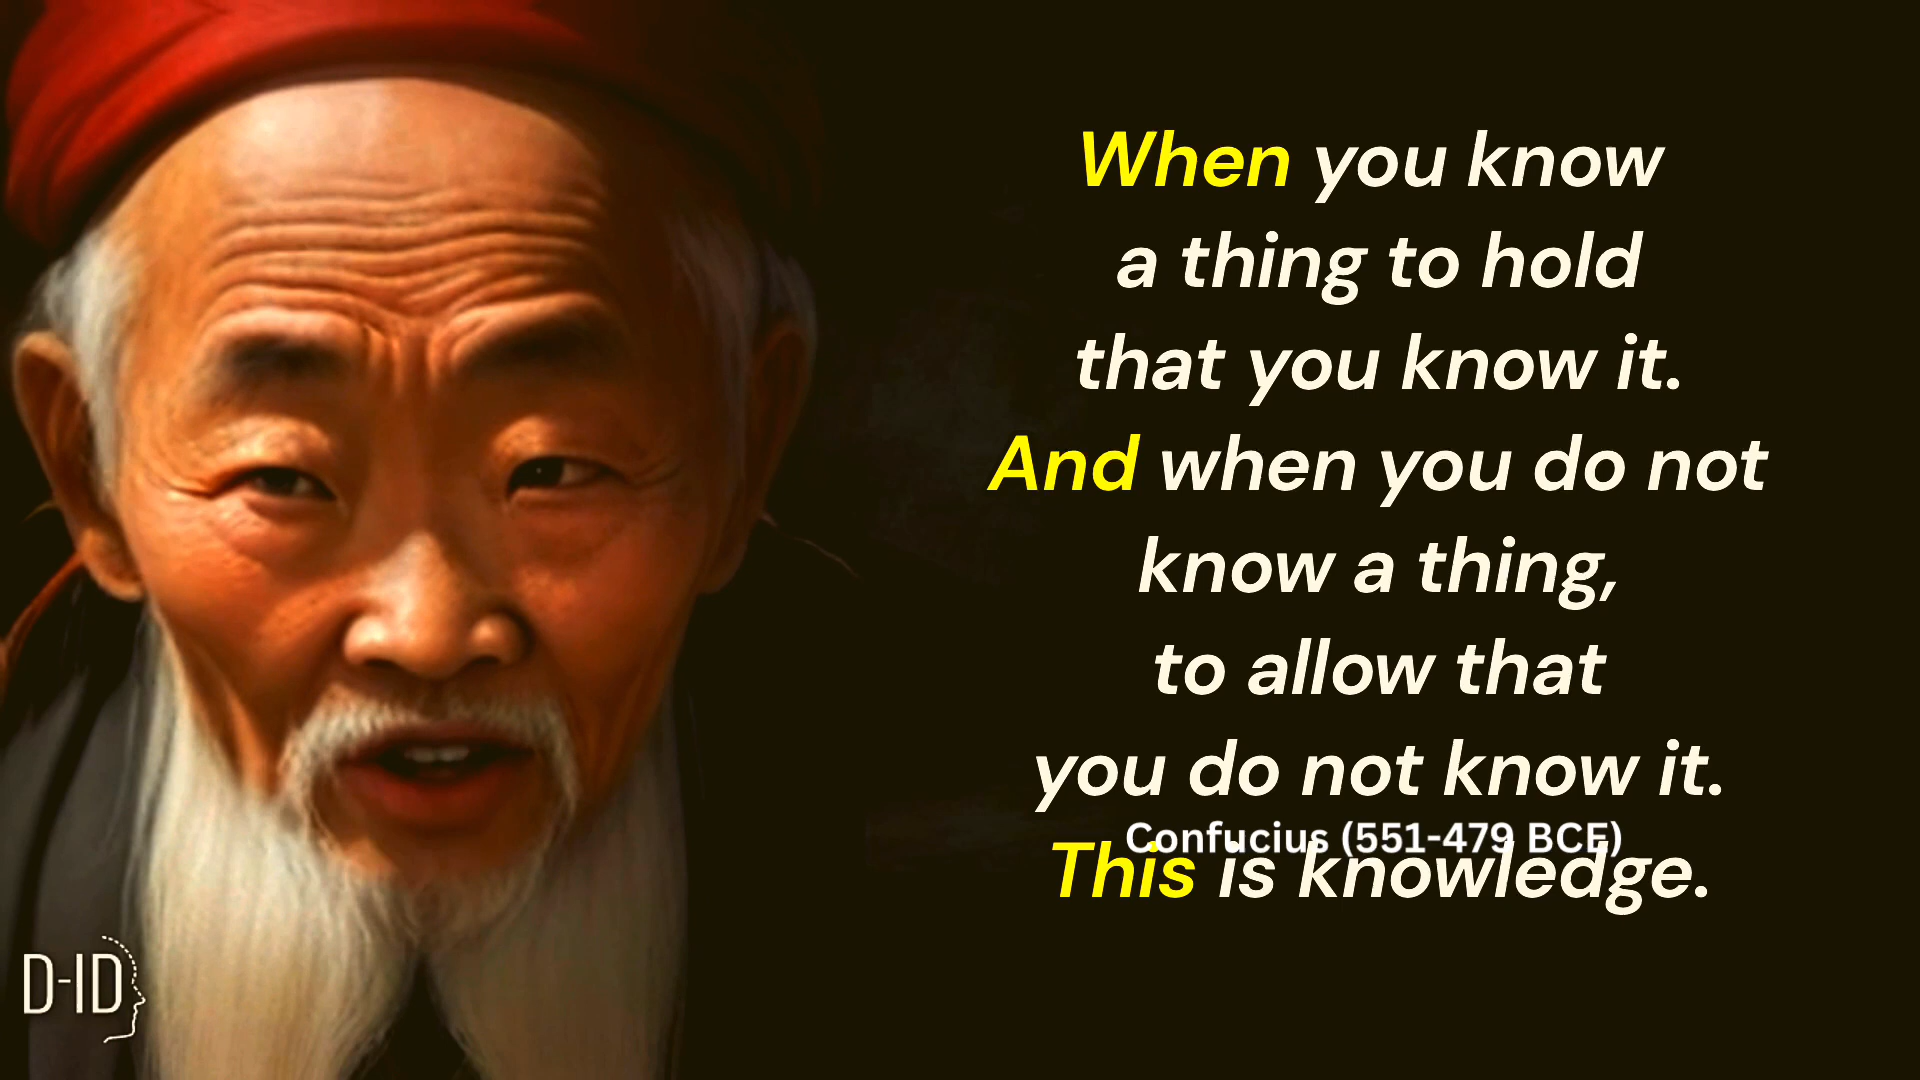 When you know
a thing to hold
that you know it.
And when you do not
know a thing,
to allow that
you do not know it.
Confucius (551-479 BCE)
This is knowledge.
D-ID